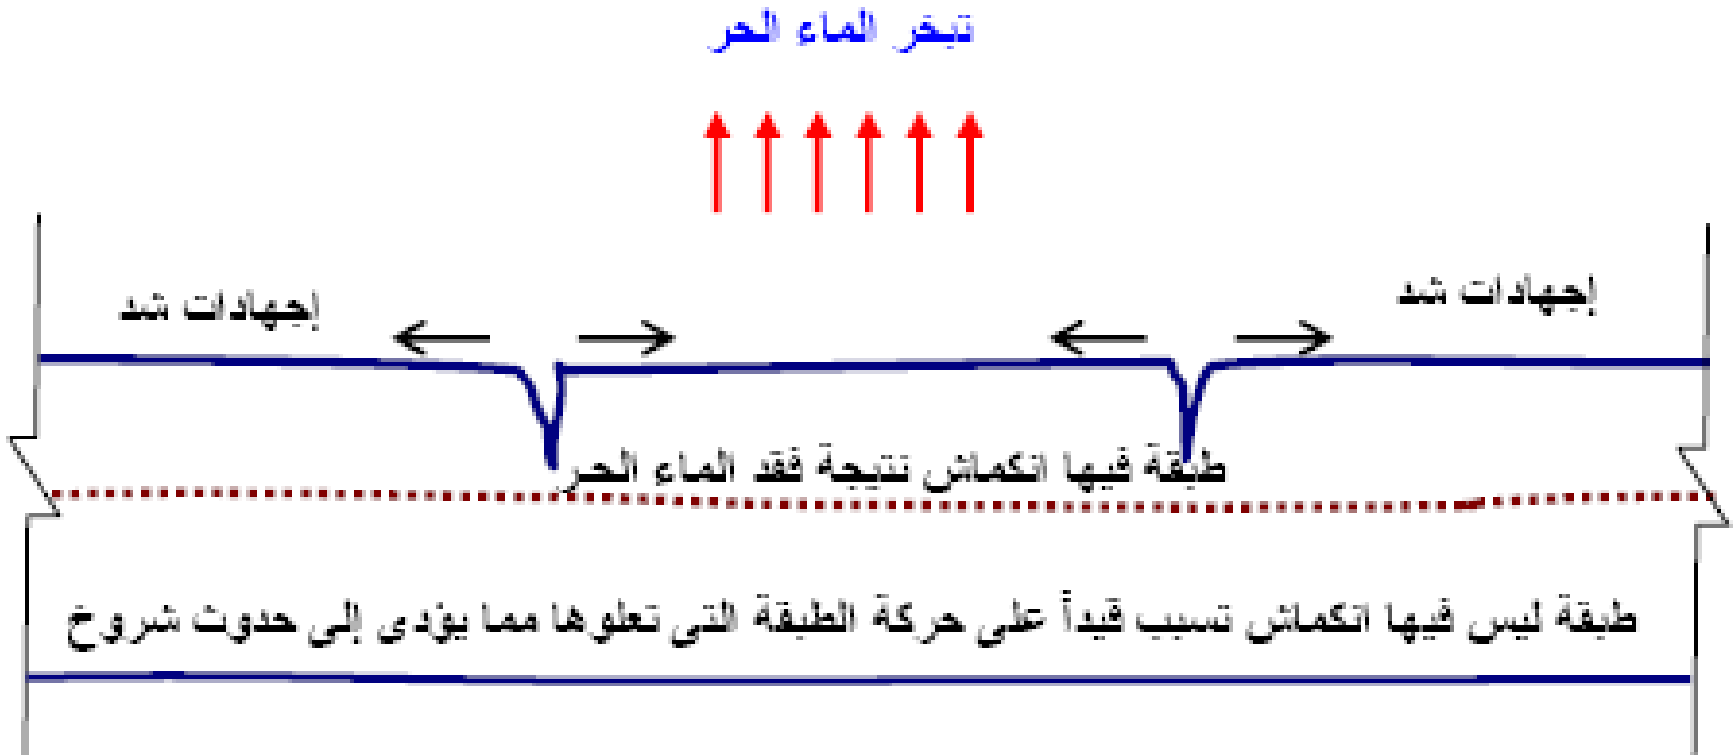 تبخر الماء الحر
إجهادات شد
إجهادات شد
طبقة فيها انكماش نتيجة فقد الماء الحر
طبقة ليس فيها انكماش تسبب قيداً على حركة الطبقة التى تعلوها مما يؤدى إلى حدوث شروخ